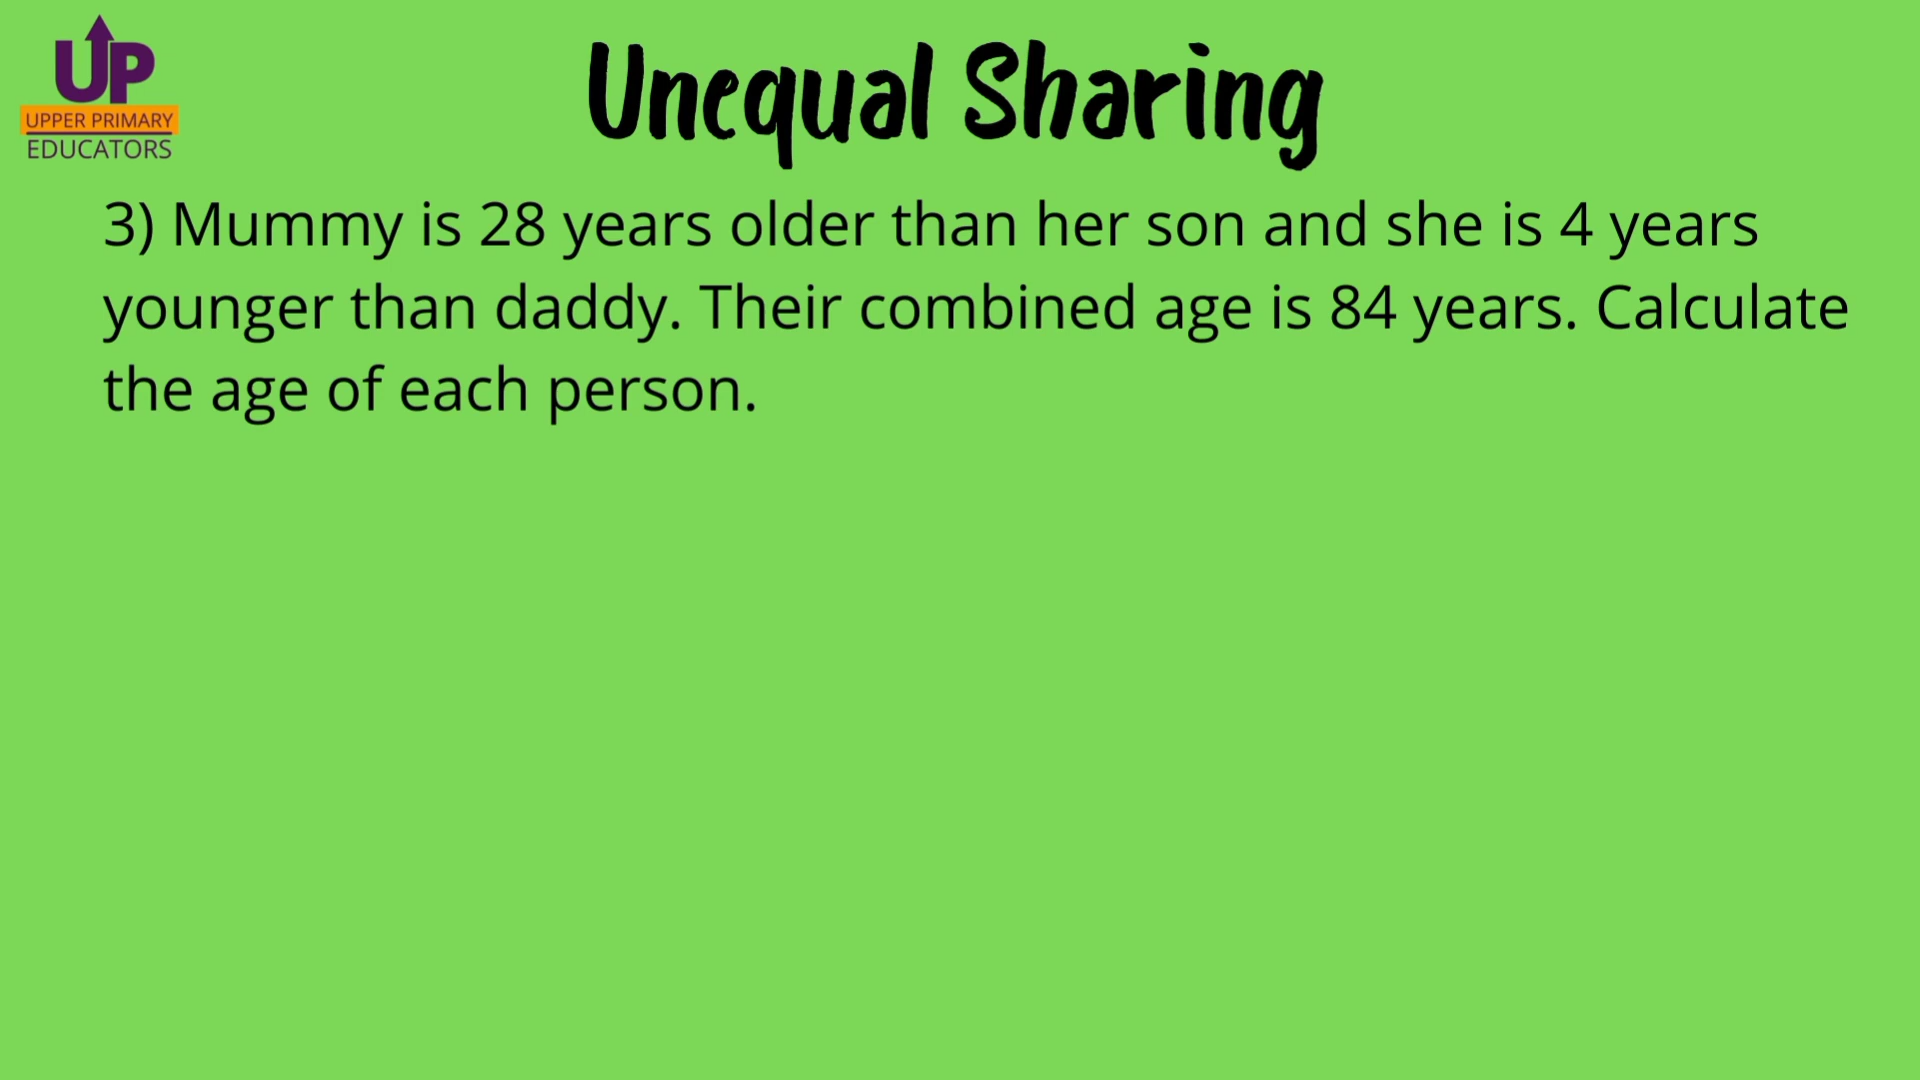 UP
UPPER PRIMARY
EDUCATORS
Unequal Sharing
3) Mummy is 28 years older than her son and she is 4 years
younger than daddy. Their combined age is 84 years. Calculate
the age of each person.